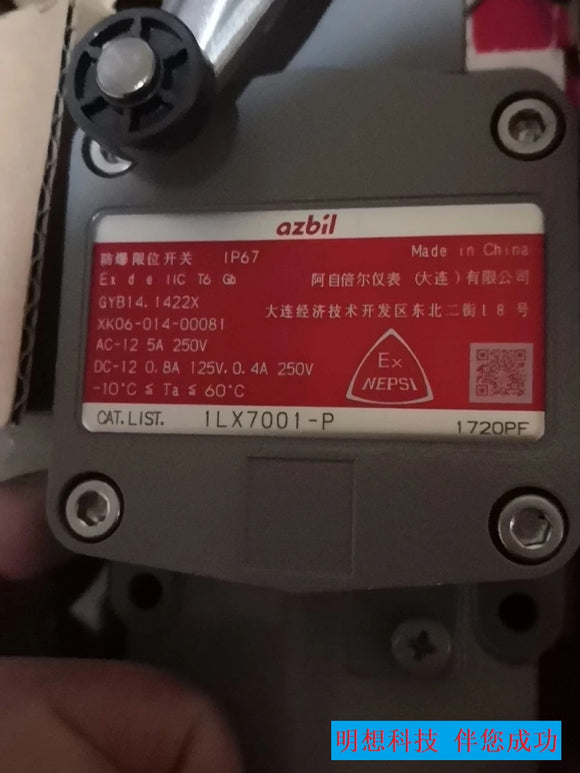 azbil
防爆限位开关 IP67 Made in China
Ex d e IIC T6 Gb 阿自倍尔仪表（大连）有限公司
GYB14.1422X 大连经济技术开发区东北二街18号
XK06-014-00081
AC-12 5A 250V
DC-12 0.8A 125V, 0.4A 250V
-10°C ≤ Ta ≤ 60°C
Ex
NEPSI
CAT. LIST. 1LX7001-P 1720PF
明想科技 伴您成功